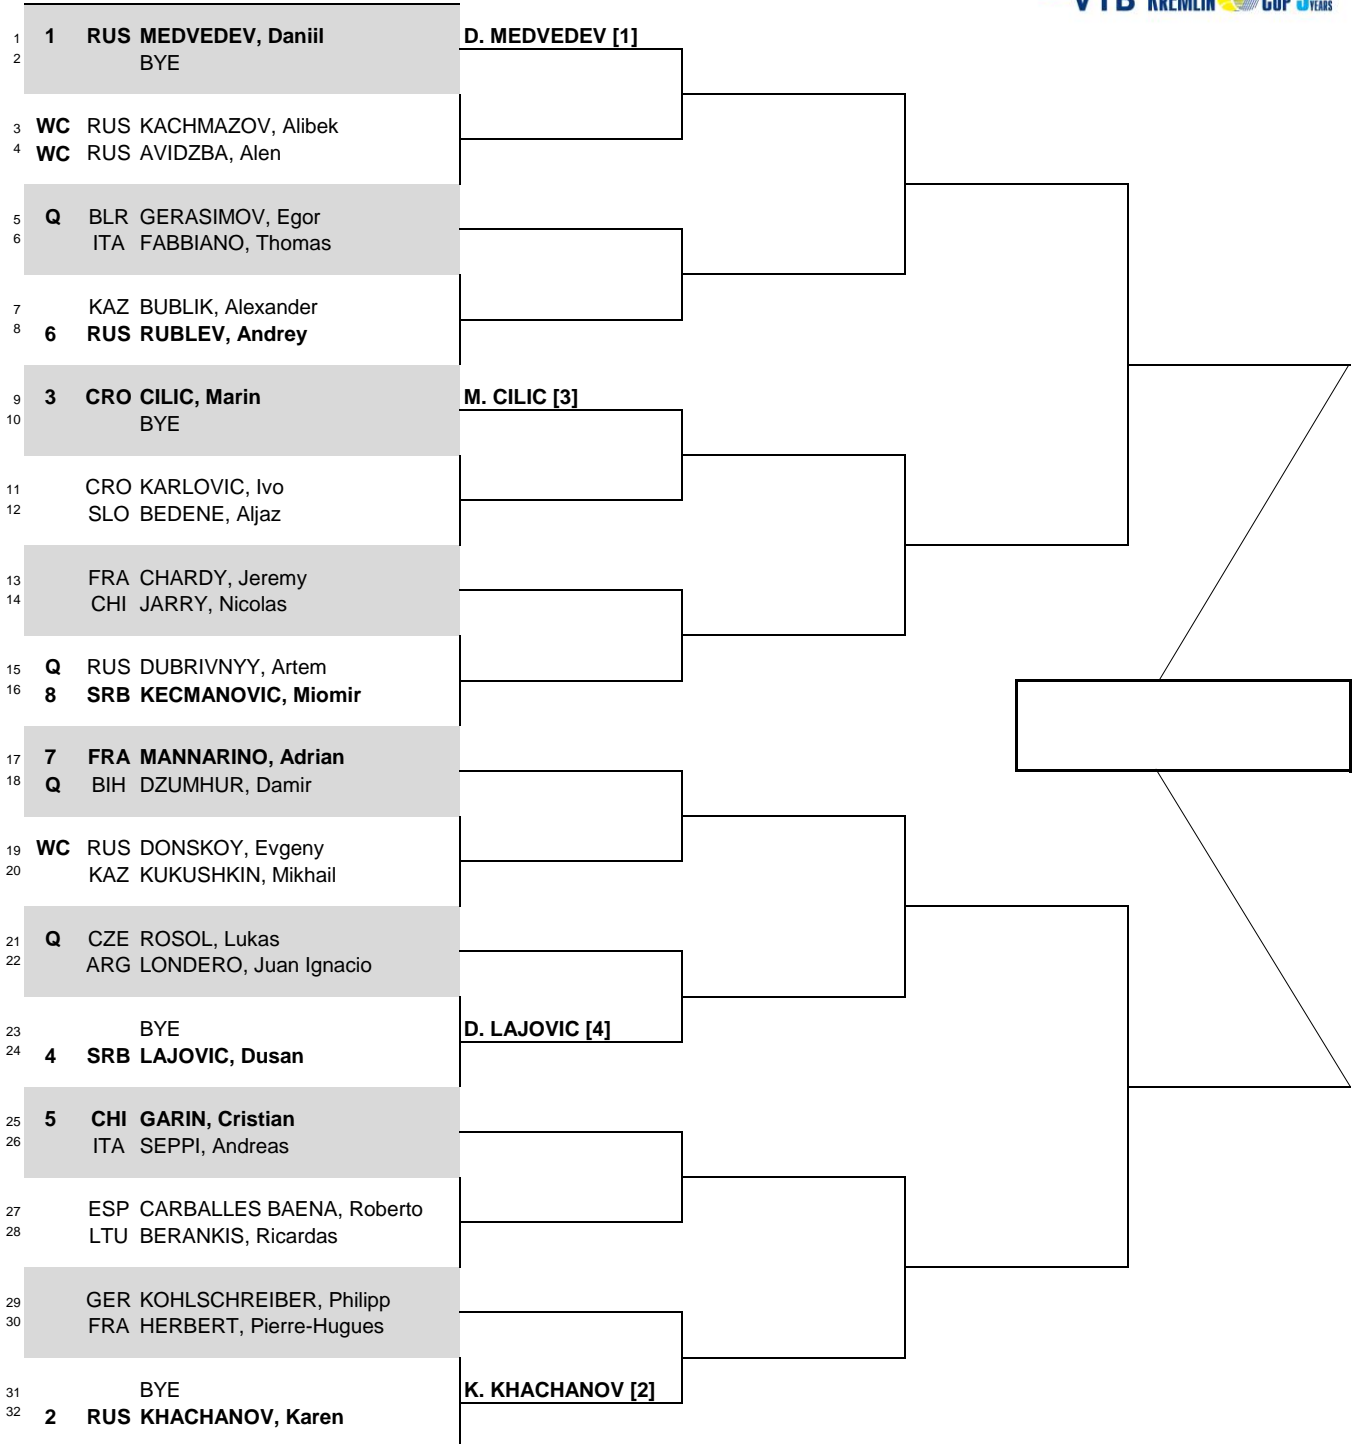 VTB KREMLIN CUP
1 1 RUS MEDVEDEV, Daniil D. MEDVEDEV [1]
2 BYE
3 WC RUS KACHMAZOV, Alibek
4 WC RUS AVIDZBA, Alen
5 Q BLR GERASIMOV, Egor
6 ITA FABBIANO, Thomas
7 KAZ BUBLIK, Alexander
8 6 RUS RUBLEV, Andrey
9 3 CRO CILIC, Marin M. CILIC [3]
10 BYE
11 CRO KARLOVIC, Ivo
12 SLO BEDENE, Aljaz
13 FRA CHARDY, Jeremy
14 CHI JARRY, Nicolas
15 Q RUS DUBRIVNYY, Artem
16 8 SRB KECMANOVIC, Miomir
17 7 FRA MANNARINO, Adrian
18 Q BIH DZUMHUR, Damir
19 WC RUS DONSKOY, Evgeny
20 KAZ KUKUSHKIN, Mikhail
21 Q CZE ROSOL, Lukas
22 ARG LONDERO, Juan Ignacio
23 BYE D. LAJOVIC [4]
24 4 SRB LAJOVIC, Dusan
25 5 CHI GARIN, Cristian
26 ITA SEPPI, Andreas
27 ESP CARBALLES BAENA, Roberto
28 LTU BERANKIS, Ricardas
29 GER KOHLSCHREIBER, Philipp
30 FRA HERBERT, Pierre-Hugues
31 BYE K. KHACHANOV [2]
32 2 RUS KHACHANOV, Karen